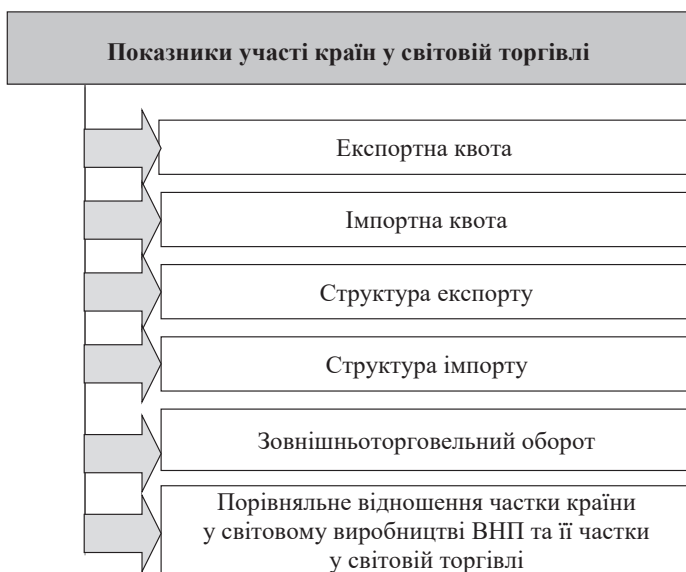 Показники участі країн у світовій торгівлі
Експортна квота
Імпортна квота
Структура експорту
Структура імпорту
Зовнішньоторговельний оборот
Порівняльне відношення частки країни
у світовому виробництві ВНП та її частки
у світовій торгівлі